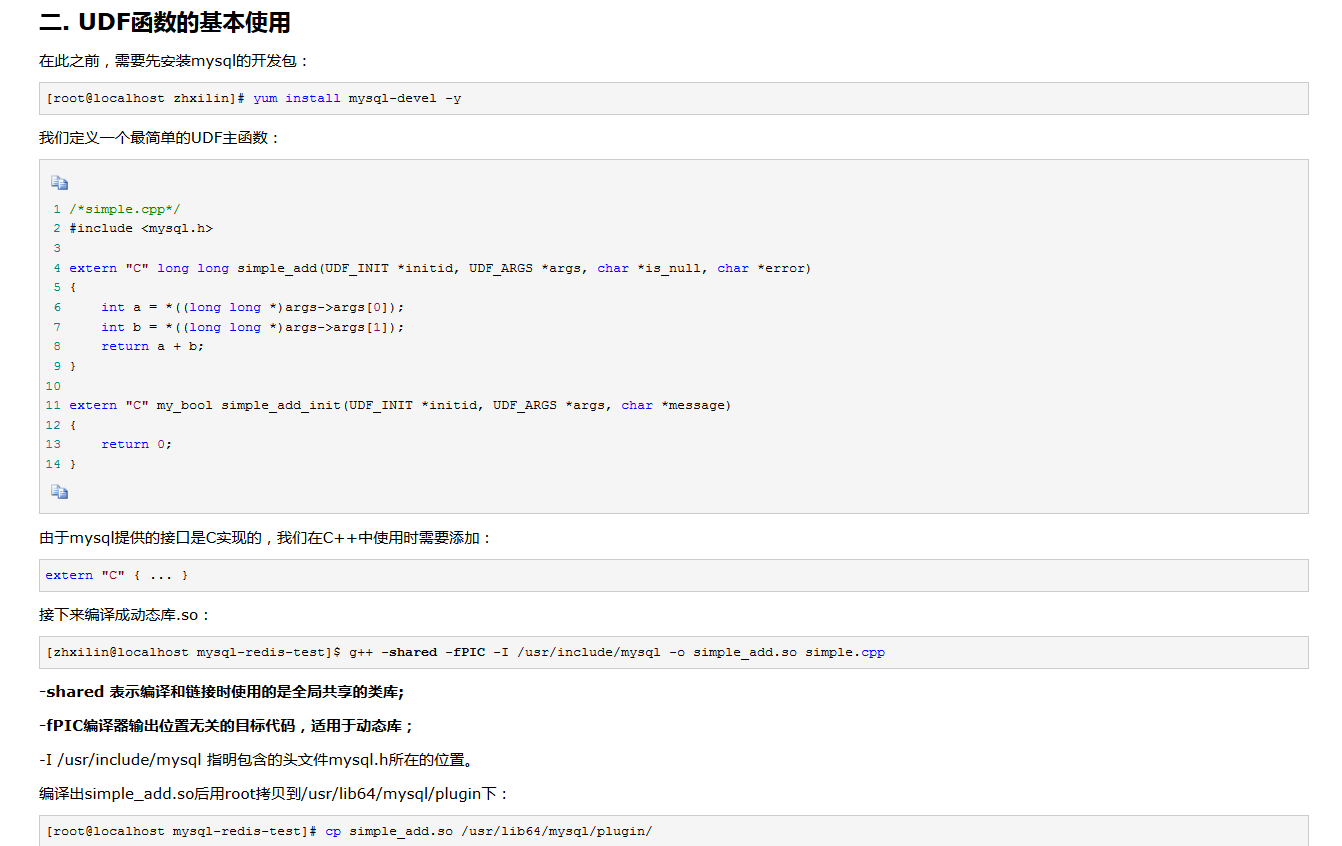 二. UDF函数的基本使用
在此之前，需要先安装mysql的开发包：
[root@localhost zhxilin]# yum install mysql-devel -y
我们定义一个最简单的UDF主函数：
1 /*simple.cpp*/
2 #include <mysql.h>
3
4 extern "C" long long simple_add(UDF_INIT *initid, UDF_ARGS *args, char *is_null, char *error)
5 {
6     int a = *((long long *)args->args[0]);
7     int b = *((long long *)args->args[1]);
8     return a + b;
9 }
10
11 extern "C" my_bool simple_add_init(UDF_INIT *initid, UDF_ARGS *args, char *message)
12 {
13     return 0;
14 }
由于mysql提供的接口是C实现的，我们在C++中使用时需要添加：
extern "C" { ... }
接下来编译成动态库.so：
[zhxilin@localhost mysql-redis-test]$ g++ -shared -fPIC -I /usr/include/mysql -o simple_add.so simple.cpp
-shared 表示编译和链接时使用的是全局共享的类库;
-fPIC编译器输出位置无关的目标代码，适用于动态库；
-I /usr/include/mysql 指明包含的头文件mysql.h所在的位置。
编译出simple_add.so后用root拷贝到/usr/lib64/mysql/plugin下：
[root@localhost mysql-redis-test]# cp simple_add.so /usr/lib64/mysql/plugin/